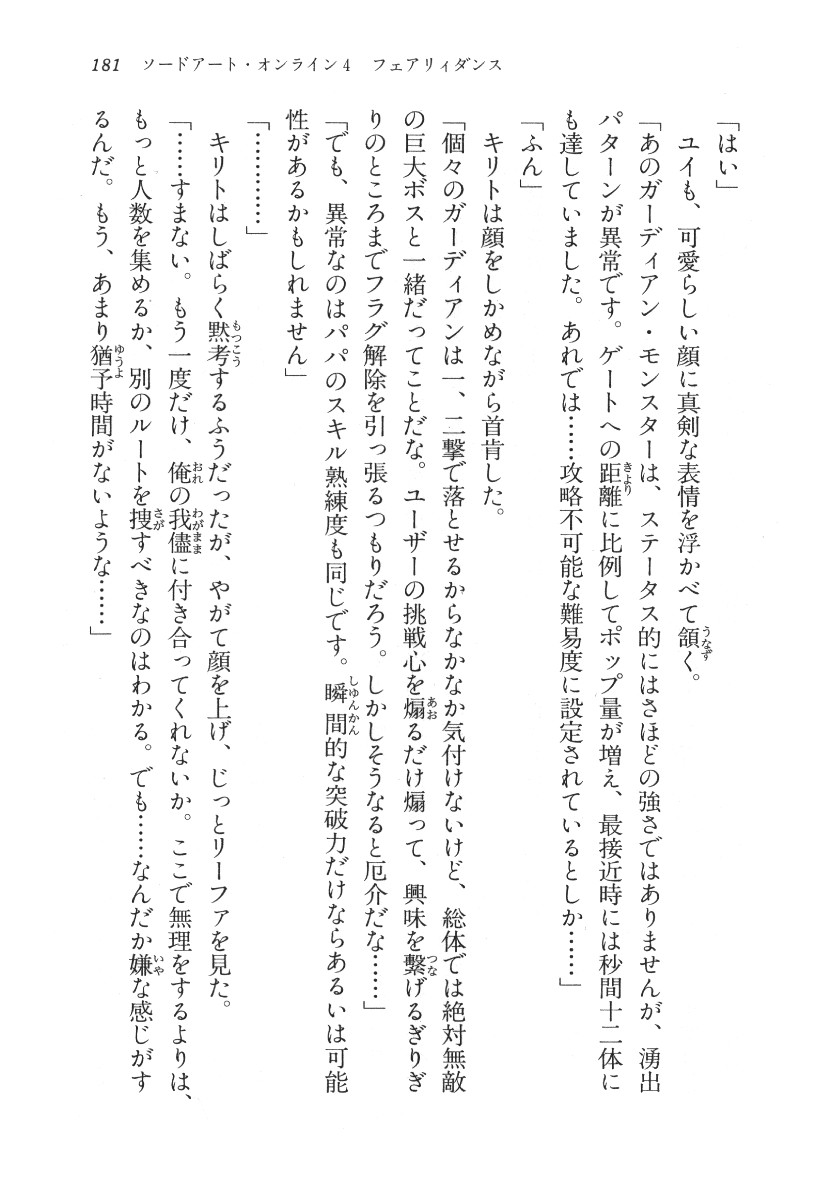 181　ソードアート・オンライン4　フェアリィダンス
「はい」
　ユイも、可愛らしい顔に真剣な表情を浮かべて頷く。
「あのガーディアン・モンスターは、ステータス的にはさほどの強さではありませんが、湧出
パターンが異常です。ゲートへの距離に比例してポップ量が増え、最接近時には秒間十二体に
も達していました。あれでは……攻略不可能な難易度に設定されているとしか……」
「ふん」
　キリトは顔をしかめながら首肯した。
「個々のガーディアンは一、二撃で落とせるからなかなか気付けないけど、総体では絶対無敵
の巨大ボスと一緒だってことだな。ユーザーの挑戦心を煽るだけ煽って、興味を繋げるぎりぎ
りのところまでフラグ解除を引っ張るつもりだろう。しかしそうなると厄介だな……」
「でも、異常なのはパパのスキル熟練度も同じです。瞬間的な突破力だけならあるいは可能
性があるかもしれません」
「…………」
　キリトはしばらく黙考するふうだったが、やがて顔を上げ、じっとリーファを見た。
「……すまない。もう一度だけ、俺の我儘に付き合ってくれないか。ここで無理をするよりは、
もっと人数を集めるか、別のルートを捜すべきなのはわかる。でも……なんだか嫌な感じがす
るんだ。もう、あまり猶予時間がないような……」